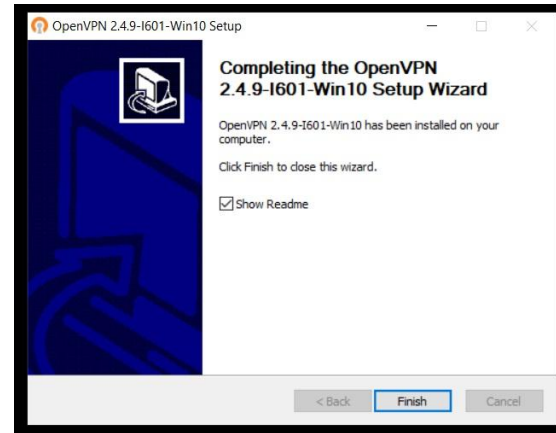 OpenVPN 2.4.9-I601-Win10 Setup
Completing the OpenVPN
2.4.9-I601-Win10 Setup Wizard
OpenVPN 2.4.9-I601-Win10 has been installed on your
computer.
Click Finish to close this wizard.
Show Readme
< Back
Finish
Cancel